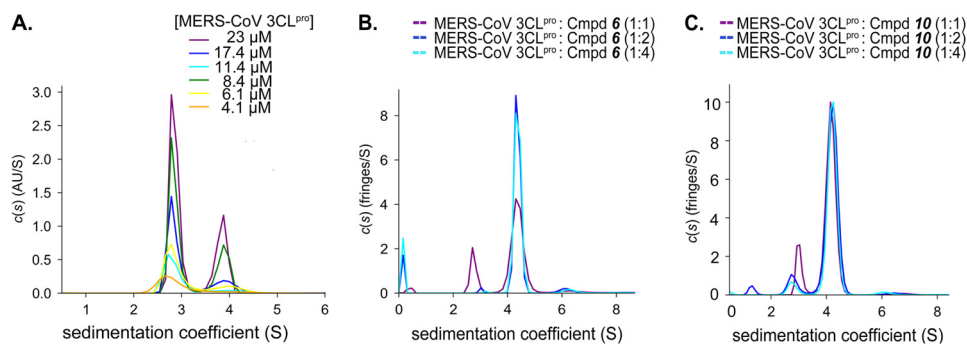 A.
[MERS-CoV 3CLpro]
23 µM
17.4 µM
11.4 µM
8.4 µM
6.1 µM
4.1 µM
3.0
2.5
2.0
1.5
1.0
0.5
0.0
c(s) (AU/S)
1 2 3 4 5 6
sedimentation coefficient (S)
B.
MERS-CoV 3CLpro: Cmpd 6 (1:1)
MERS-CoV 3CLpro: Cmpd 6 (1:2)
MERS-CoV 3CLpro: Cmpd 6 (1:4)
8
6
4
2
0
c(s) (fringes/S)
0 2 4 6 8
sedimentation coefficient (S)
C.
MERS-CoV 3CLpro: Cmpd 10 (1:1)
MERS-CoV 3CLpro: Cmpd 10 (1:2)
MERS-CoV 3CLpro: Cmpd 10 (1:4)
10
8
6
4
2
0
c(s) (fringes/S)
0 2 4 6 8
sedimentation coefficient (S)